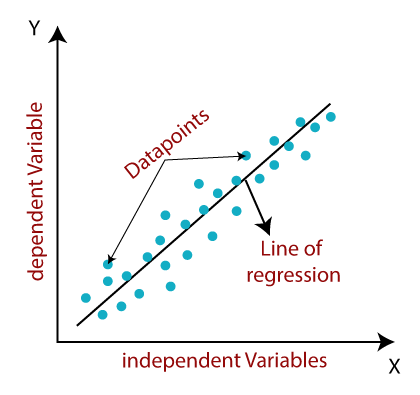 Y
dependent Variable
Datapoints
Line of
regression
independent Variables
X